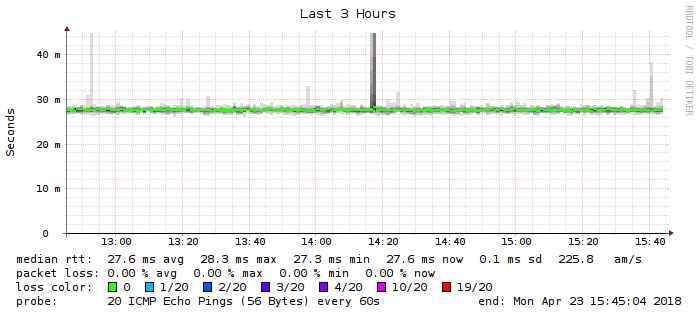 Last 3 Hours
RRDTOOL / TOBI OETIKER
Seconds
40 m
30 m
20 m
10 m
0
13:00 13:20 13:40 14:00 14:20 14:40 15:00 15:20 15:40
median rtt: 27.6 ms avg 28.3 ms max 27.3 ms min 27.6 ms now 0.1 ms sd 225.8 am/s
packet loss: 0.00 % avg 0.00 % max 0.00 % min 0.00 % now
loss color: 0 1/20 2/20 3/20 4/20 10/20 19/20
probe: 20 ICMP Echo Pings (56 Bytes) every 60s end: Mon Apr 23 15:45:04 2018